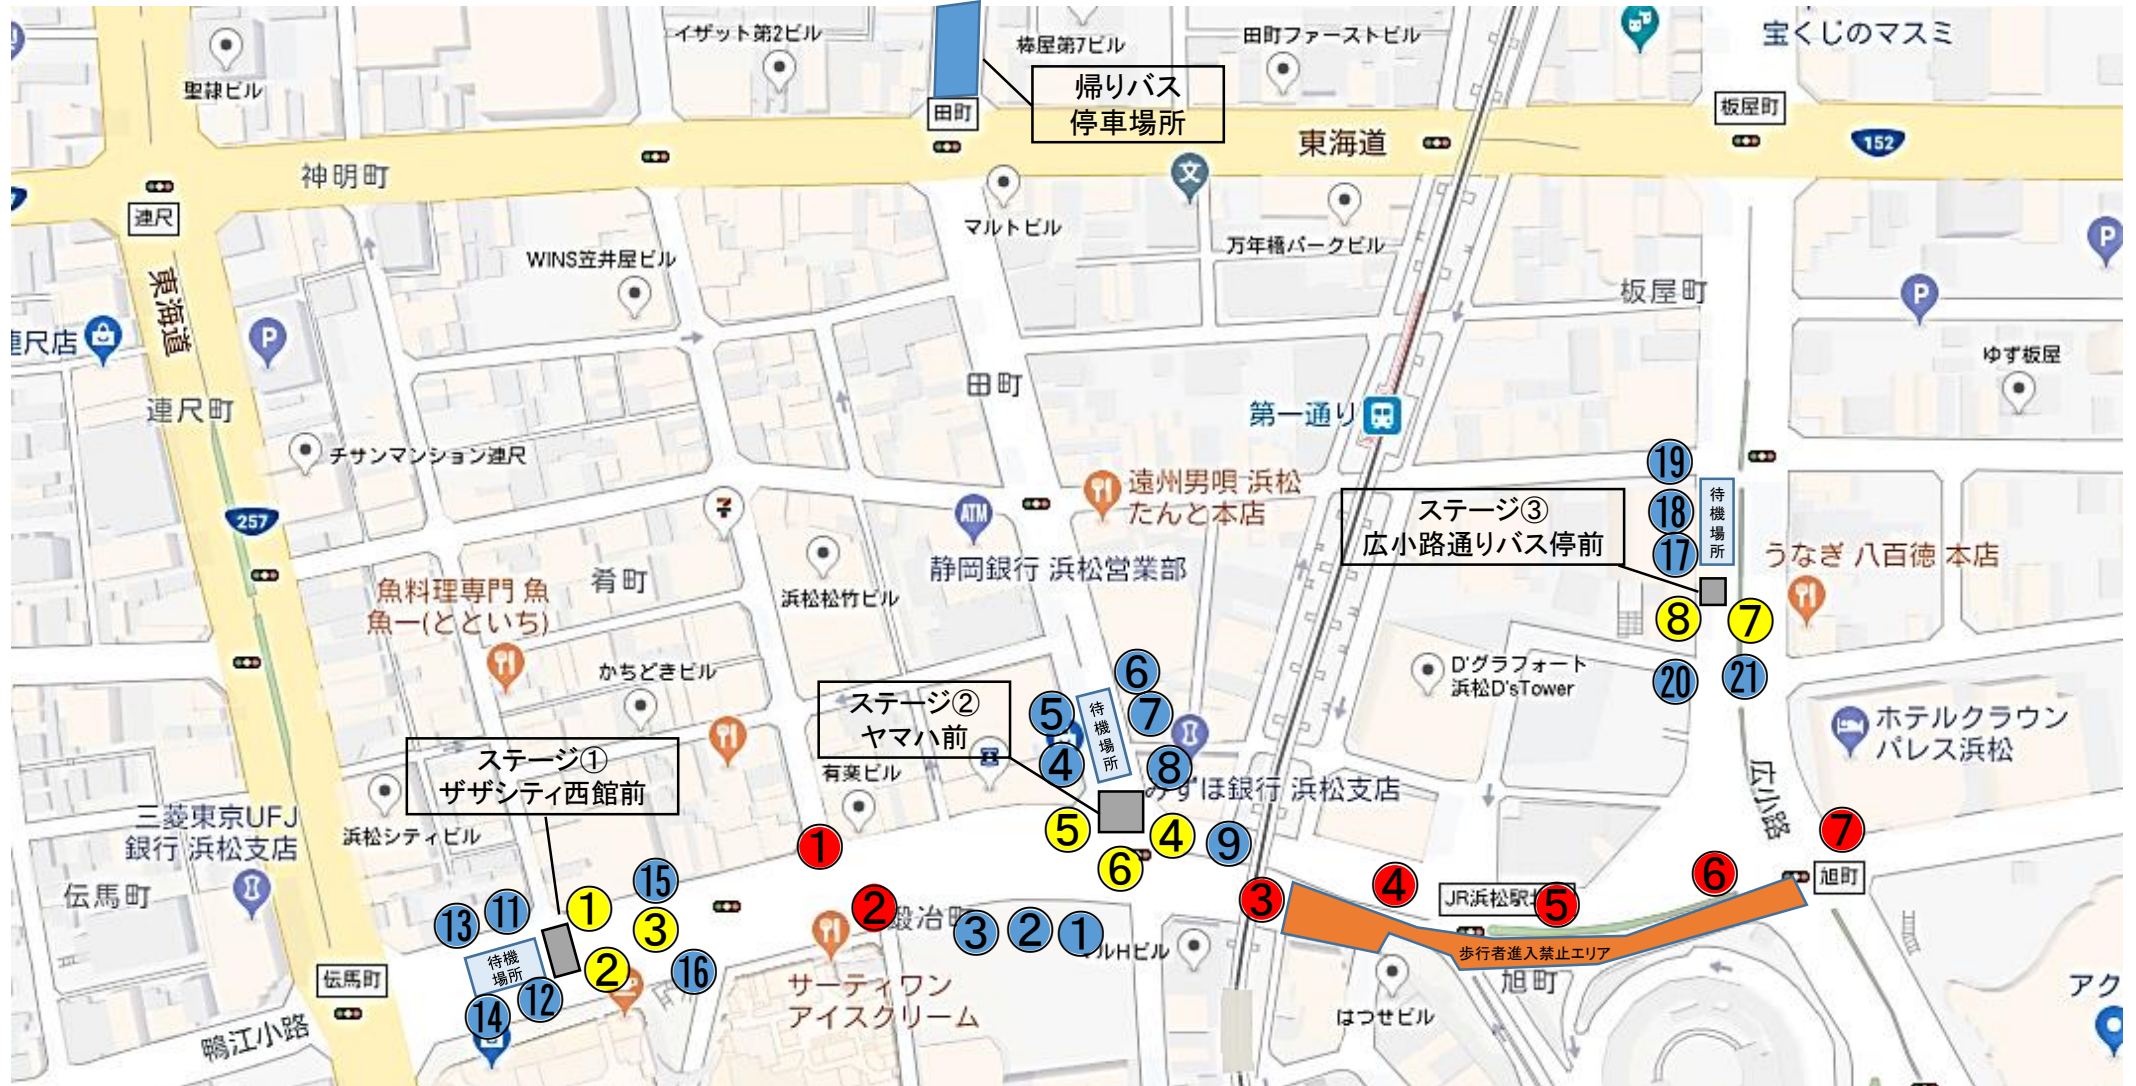 イザット第2ビル
棒屋第7ビル
田町ファーストビル
宝くじのマスミ
聖隷ビル
帰りバス
停車場所
田町
板屋町
東海道
152
神明町
連尺
文
マルトビル
万年橋パークビル
WINS笠井屋ビル
P
板屋町
P
東海道
連尺店
P
ゆず板屋
田町
連尺町
第一通り
チサンマンション連尺
19
遠州男唄 浜松
たんと本店
待機場所
ATM
ステージ③
広小路通りバス停前
18
257
17
静岡銀行 浜松営業部
うなぎ 八百徳 本店
肴町
魚料理専門 魚
魚一(とといち)
浜松松竹ビル
8
7
かちどきビル
6
D'グラフォート
浜松D'sTower
20
21
ステージ②
ヤマハ前
5
待機場所
7
ホテルクラウン
パレス浜松
ステージ①
ザザシティ西館前
有楽ビル
4
8
みずほ銀行 浜松支店
広小路
三菱東京UFJ
銀行 浜松支店
浜松シティビル
1
5
4
9
7
6
伝馬町
15
4
6
旭町
13
11
1
2
鍛冶町
3
JR浜松駅北
5
3
3
2
1
ルHビル
待機
場所
2
16
歩行者進入禁止エリア
伝馬町
12
サーティワン
アイスクリーム
旭町
アク
14
はつせビル
鴨江小路